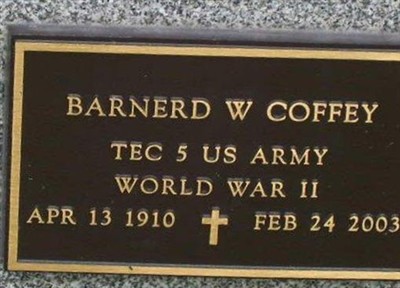 BARNERD W COFFEY
TEC 5 US ARMY
WORLD WAR II
APR 13 1910 FEB 24 2003